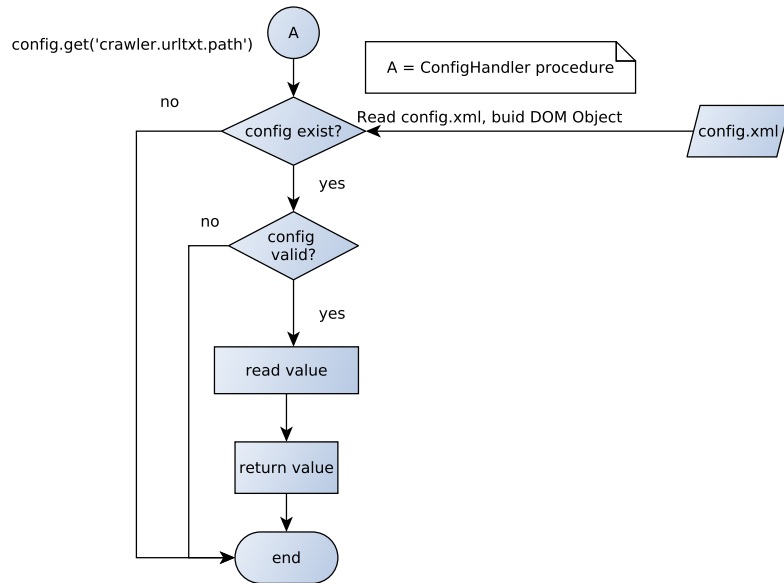 A
config.get('crawler.urltxt.path')
A = ConfigHandler procedure
no
Read config.xml, buid DOM Object
config exist?
config.xml
yes
no
config
valid?
yes
read value
return value
end